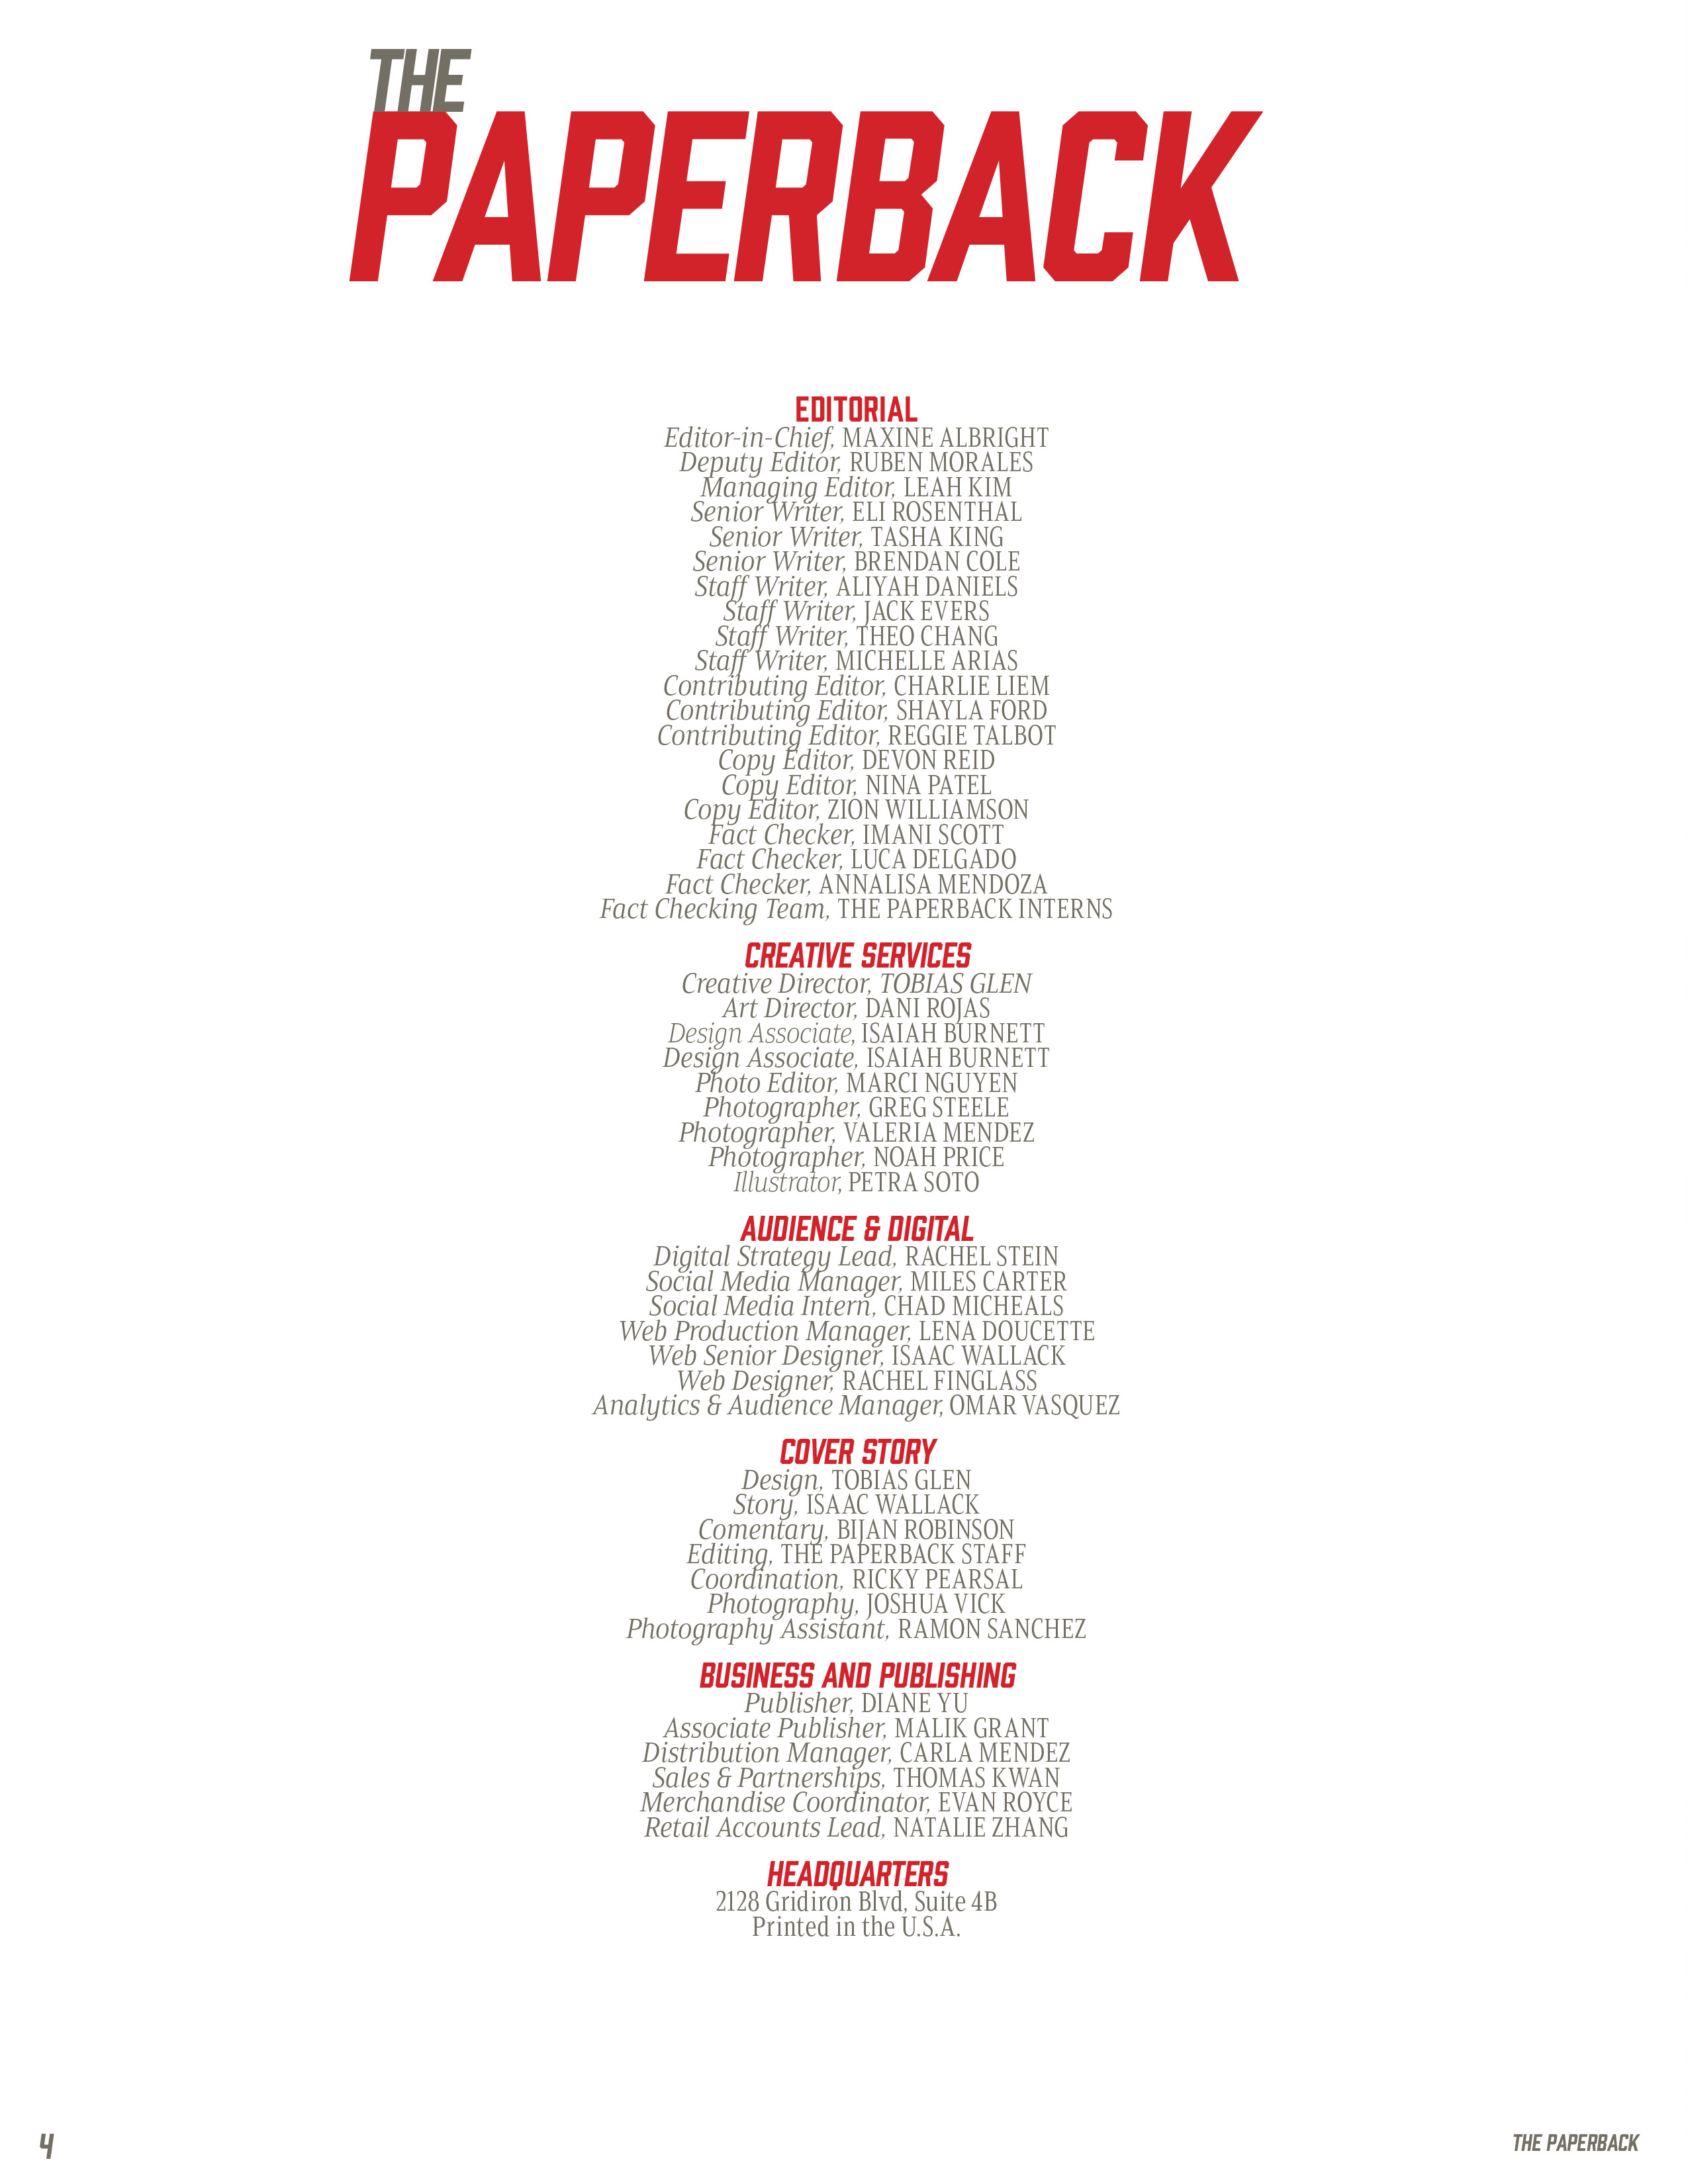 THE
PAPERBACK
EDITORIAL
Editor-in-Chief, MAXINE ALBRIGHT
Deputy Editor, RUBEN MORALES
Managing Editor, LEAH KIM
Senior Writer, ELI ROSENTHAL
Senior Writer, TASHA KING
Senior Writer, BRENDAN COLE
Staff Writer, ALIYAH DANIELS
Staff Writer, JACK EVERS
Staff Writer, THEO CHANG
Staff Writer, MICHELLE ARIAS
Contributing Editor, CHARLIE LIEM
Contributing Editor, SHAYLA FORD
Contributing Editor, REGGIE TALBOT
Copy Editor, DEVON REID
Copy Editor, NINA PATEL
Copy Editor, ZION WILLIAMSON
Fact Checker, IMANI SCOTT
Fact Checker, LUCA DELGADO
Fact Checker, ANNALISA MENDOZA
Fact Checking Team, THE PAPERBACK INTERNS
CREATIVE SERVICES
Creative Director, TOBIAS GLEN
Art Director, DANI ROJAS
Design Associate, ISAIAH BURNETT
Design Associate, ISAIAH BURNETT
Photo Editor, MARCI NGUYEN
Photographer, GREG STEELE
Photographer, VALERIA MENDEZ
Photographer, NOAH PRICE
Illustrator, PETRA SOTO
AUDIENCE & DIGITAL
Digital Strategy Lead, RACHEL STEIN
Social Media Manager, MILES CARTER
Social Media Intern, CHAD MICHEALS
Web Production Manager, LENA DOUCETTE
Web Senior Designer, ISAAC WALLACK
Web Designer, RACHEL FINGLASS
Analytics & Audience Manager, OMAR VASQUEZ
COVER STORY
Design, TOBIAS GLEN
Story, ISAAC WALLACK
Comentary, BIJAN ROBINSON
Editing, THE PAPERBACK STAFF
Coordination, RICKY PEARSAL
Photography, JOSHUA VICK
Photography Assistant, RAMON SANCHEZ
BUSINESS AND PUBLISHING
Publisher, DIANE YU
Associate Publisher, MALIK GRANT
Distribution Manager, CARLA MENDEZ
Sales & Partnerships, THOMAS KWAN
Merchandise Coordinator, EVAN ROYCE
Retail Accounts Lead, NATALIE ZHANG
HEADQUARTERS
2128 Gridiron Blvd, Suite 4B
Printed in the U.S.A.
4
THE PAPERBACK